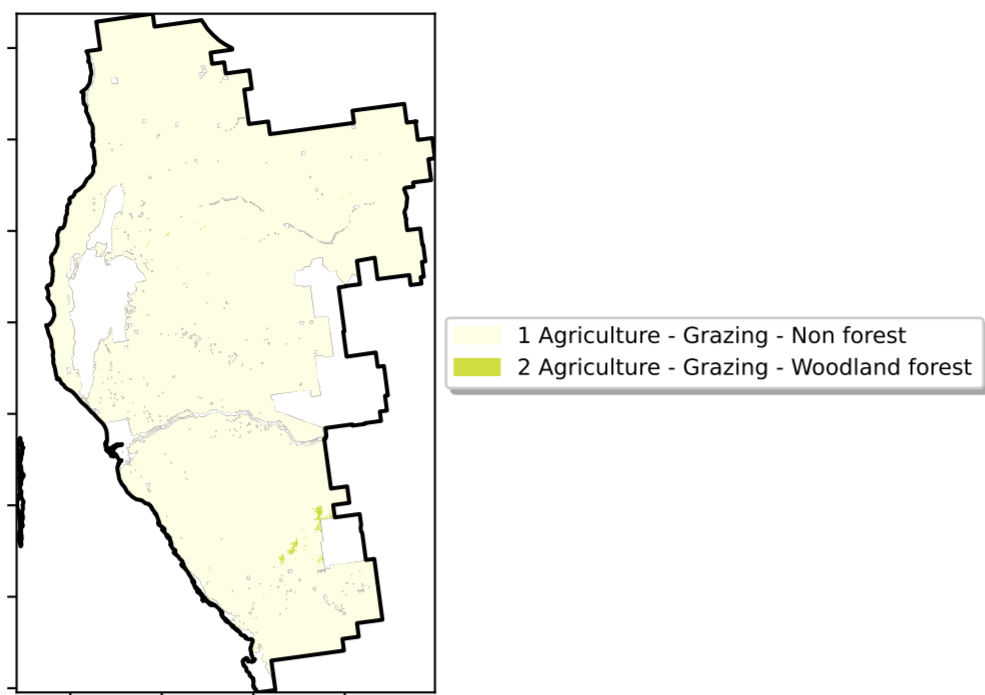 1 Agriculture - Grazing - Non forest
2 Agriculture - Grazing - Woodland forest